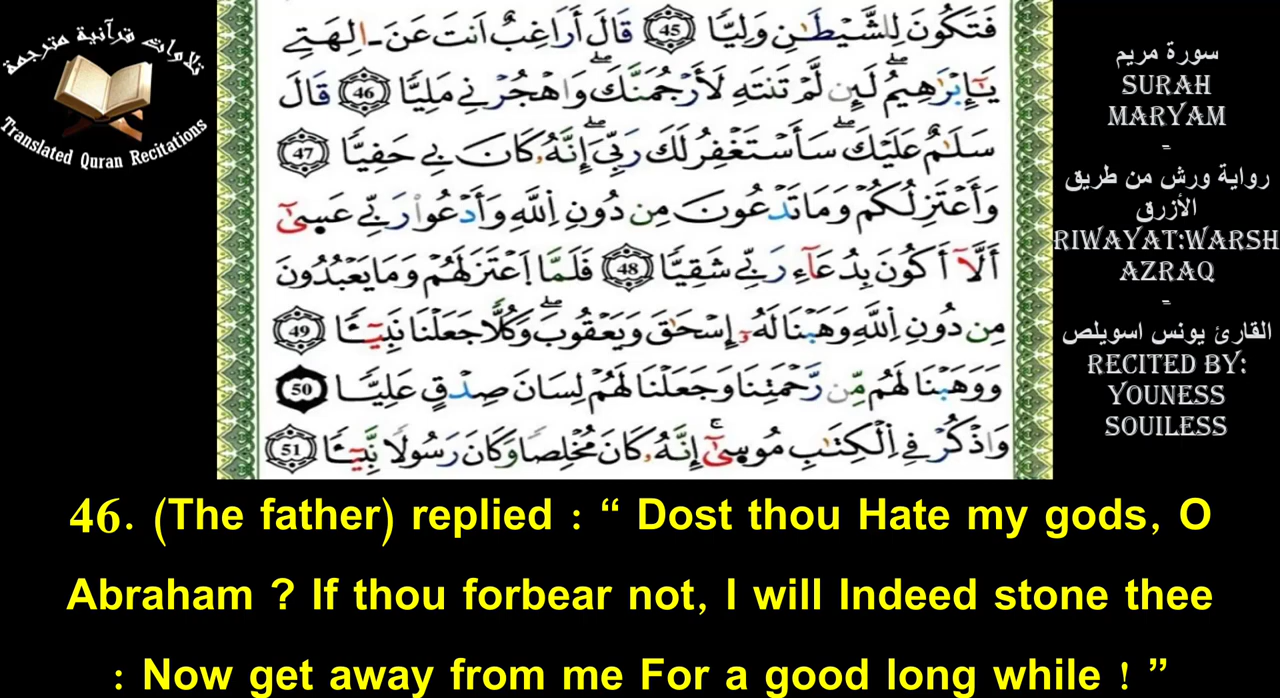 تلاوات قرآنية مترجمة
Translated Quran Recitations
فَتَكُونَ لِلشَّيْطَٰنِ وَلِيّٗا 45 قَالَ أَرَاغِبٌ اَنتَ عَنَ ـ اٰلِهَتِے
يَٰٓإِبْرَٰهِيمُۖ لَئِن لَّمْ تَنتَهِ لَأَرْجُمَنَّكَۖ وَاهْجُرْنِے مَلِيّٗا 46 قَالَ
سَلَٰمٌ عَلَيْكَۖ سَأَسْتَغْفِرُ لَكَ رَبِّيَۖ إِنَّهُۥ كَانَ بِے حَفِيّٗا 47
وَأَعْتَزِلُكُمْ وَمَا تَدْعُونَ مِن دُونِ اِ۬للَّهِ وَأَدْعُواْ رَبِّے عَسَىٰٓ
أَلَّآ أَكُونَ بِدُعَآءِ رَبِّے شَقِيّٗا 48 فَلَمَّا اَعْتَزَلَهُمْ وَمَا يَعْبُدُونَ
مِن دُونِ اِ۬للَّهِ وَهَبْنَا لَهُۥٓ إِسْحَٰقَ وَيَعْقُوبَۖ وَكُلّٗا جَعَلْنَا نَبِيٓـٔٗا 49
وَوَهَبْنَا لَهُم مِّن رَّحْمَتِنَا وَجَعَلْنَا لَهُمْ لِسَانَ صِدْقٍ عَلِيّٗا 50
وَاذْكُرْ فِے اِ۬لْكِتَٰبِ مُوسَىٰٓ إِنَّهُۥ كَانَ مُخْلِصٗا وَكَانَ رَسُولٗا نَّبِيٓـٔٗا 51
سورة مريم
SURAH
MARYAM
-
رواية ورش من طريق
الأزرق
RIWAYAT:WARSH
AZRAQ
-
القارئ يونس اسويلص
RECITED BY:
YOUNESS
SOUILESS
46. (The father) replied : “ Dost thou Hate my gods, O
Abraham ? If thou forbear not, I will Indeed stone thee
: Now get away from me For a good long while ! ”